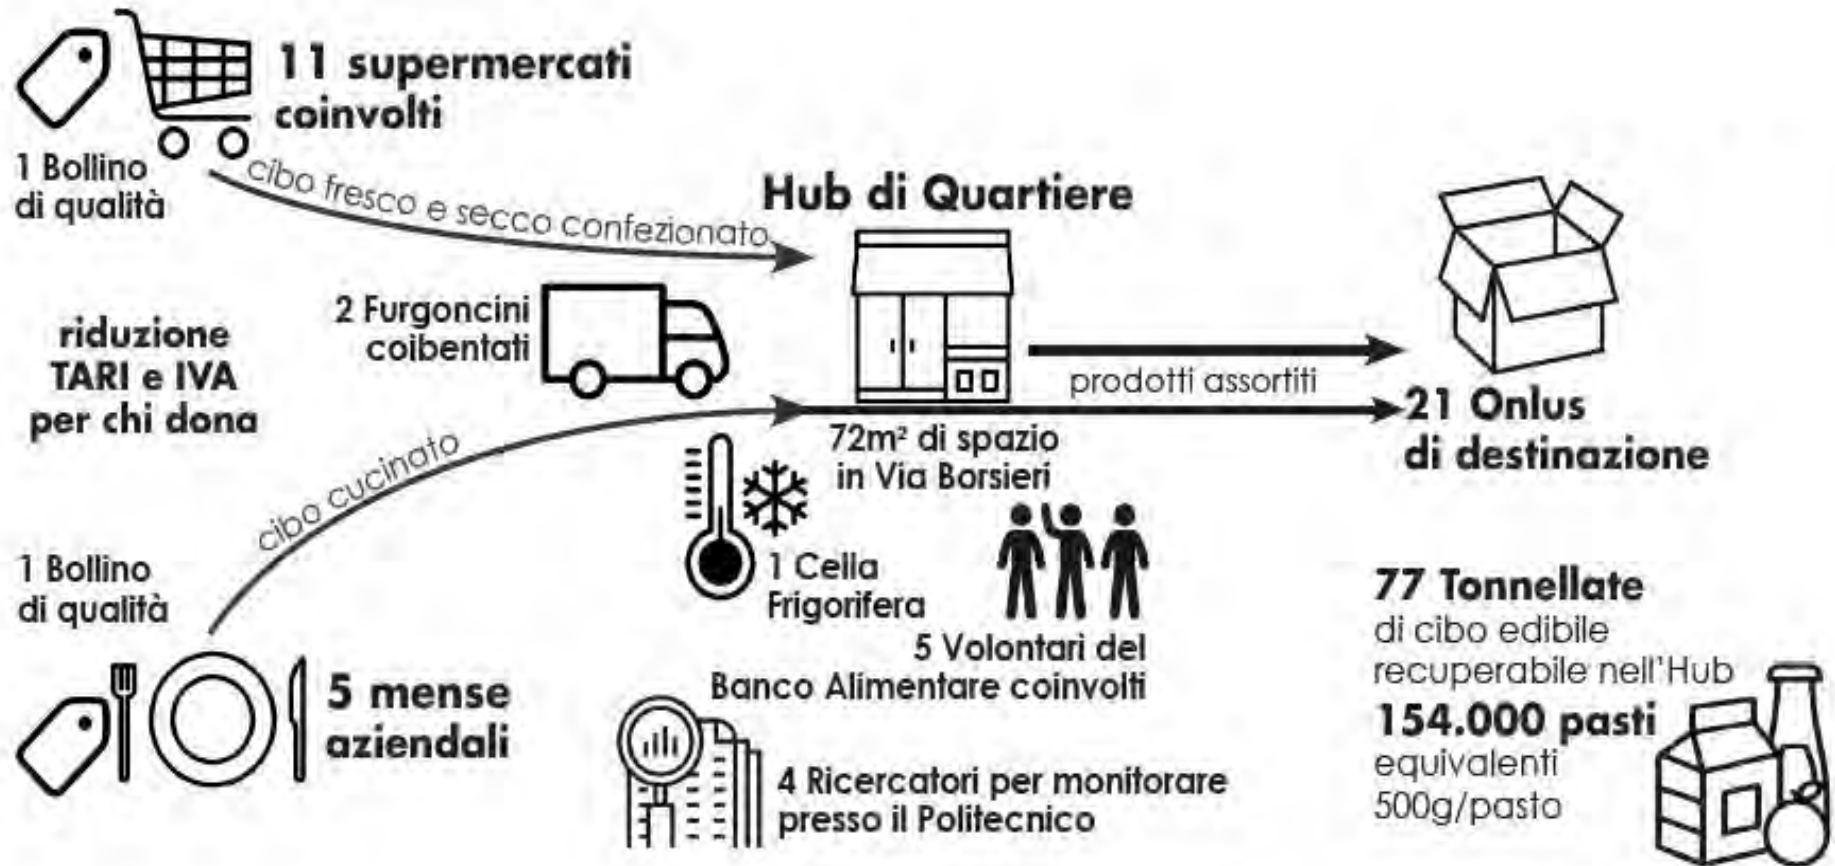 11 supermercati
coinvolti
1 Bollino
di qualità
cibo fresco e secco confezionato
Hub di Quartiere
riduzione
TARI e IVA
per chi dona
2 Furgoncini
coibentati
prodotti assortiti
21 Onlus
di destinazione
72m² di spazio
in Via Borsieri
cibo cucinato
1 Cella
Frigorifera
5 Volontari del
Banco Alimentare coinvolti
1 Bollino
di qualità
5 mense
aziendali
4 Ricercatori per monitorare
presso il Politecnico
77 Tonnellate
di cibo edibile
recuperabile nell'Hub
154.000 pasti
equivalenti
500g/pasto